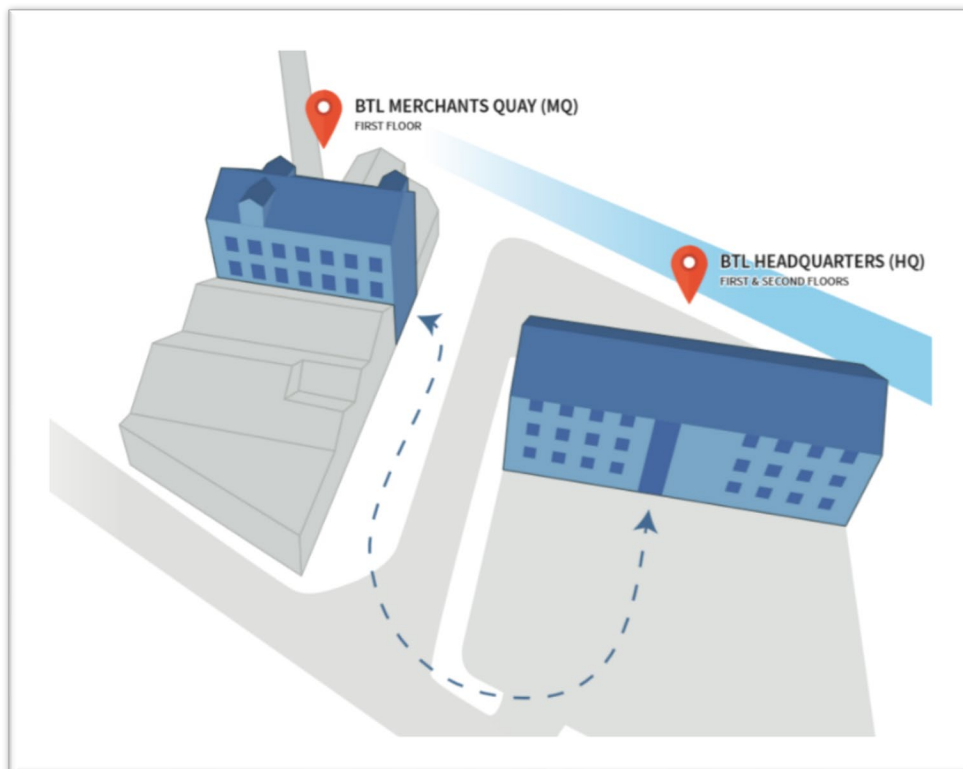 BTL MERCHANTS QUAY (MQ)
FIRST FLOOR
BTL HEADQUARTERS (HQ)
FIRST & SECOND FLOORS